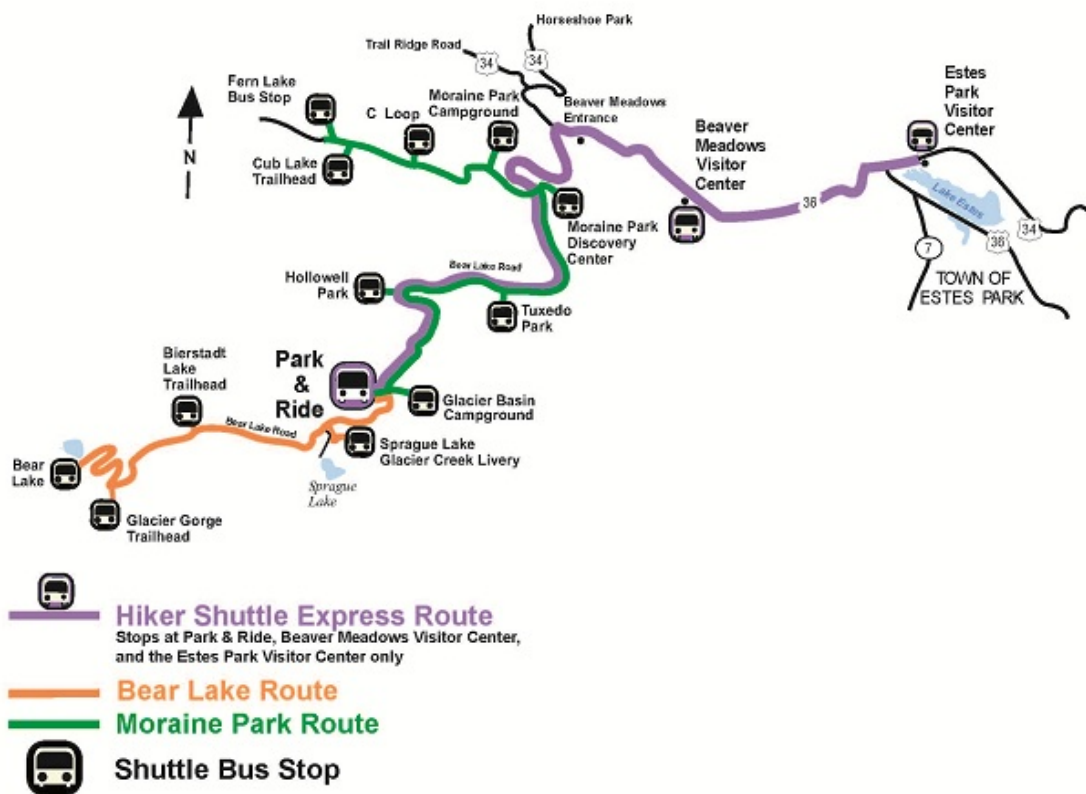 Horseshoe Park
Trail Ridge Road
34
34
Fern Lake
Bus Stop
C Loop
Moraine Park
Campground
Beaver Meadows
Entrance
Beaver
Meadows
Visitor
Center
Estes
Park
Visitor
Center
N
Cub Lake
Trailhead
Moraine Park
Discovery
Center
36
Lake Estes
7
36
34
TOWN OF
ESTES PARK
Hollowell
Park
Bear Lake Road
Tuxedo
Park
Bierstadt
Lake
Trailhead
Park
&
Ride
Glacier Basin
Campground
Bear Lake Road
Sprague Lake
Glacier Creek Livery
Bear
Lake
Sprague
Lake
Glacier Gorge
Trailhead
Hiker Shuttle Express Route
Stops at Park & Ride, Beaver Meadows Visitor Center,
and the Estes Park Visitor Center only
Bear Lake Route
Moraine Park Route
Shuttle Bus Stop